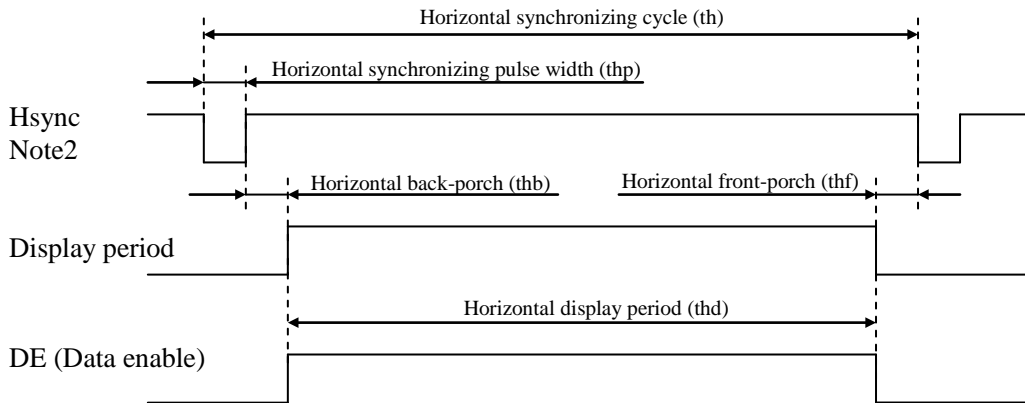 Horizontal synchronizing cycle (th)
Horizontal synchronizing pulse width (thp)
Hsync
Note2
Horizontal back-porch (thb)
Horizontal front-porch (thf)
Display period
Horizontal display period (thd)
DE (Data enable)